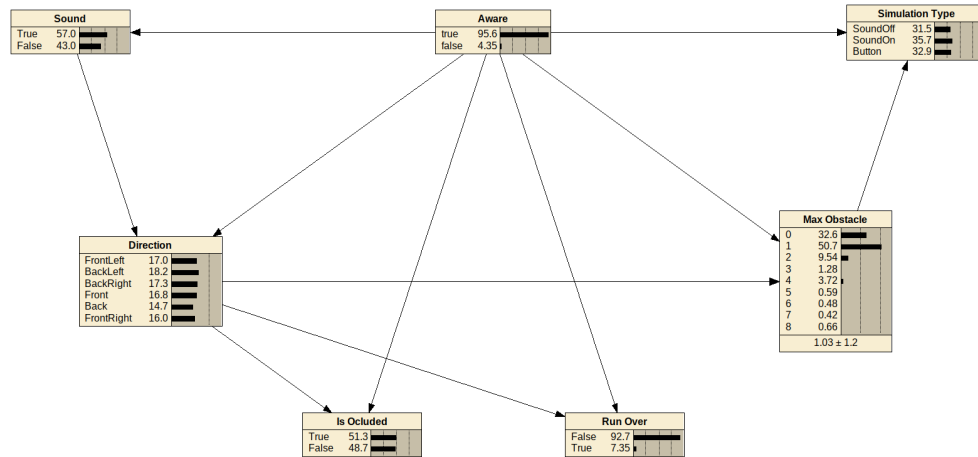 Sound
True 57.0
False 43.0
Aware
true 95.6
false 4.35
Simulation Type
SoundOff 31.5
SoundOn 35.7
Button 32.9
Direction
FrontLeft 17.0
BackLeft 18.2
BackRight 17.3
Front 16.8
Back 14.7
FrontRight 16.0
Max Obstacle
0 32.6
1 50.7
2 9.54
3 1.28
4 3.72
5 0.59
6 0.48
7 0.42
8 0.66
1.03 ± 1.2
Is Ocluded
True 51.3
False 48.7
Run Over
False 92.7
True 7.35